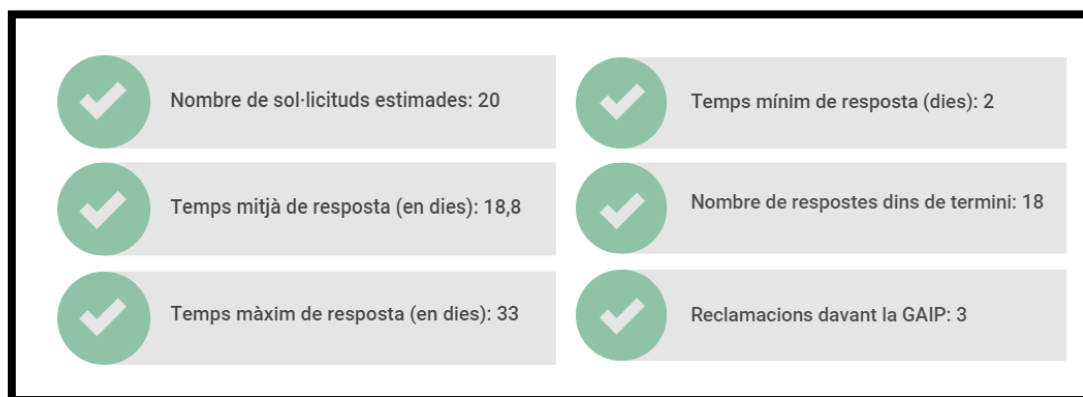 Nombre de sol·licituds estimades: 20
Temps mínim de resposta (dies): 2
Temps mitjà de resposta (en dies): 18,8
Nombre de respostes dins de termini: 18
Temps màxim de resposta (en dies): 33
Reclamacions davant la GAIP: 3